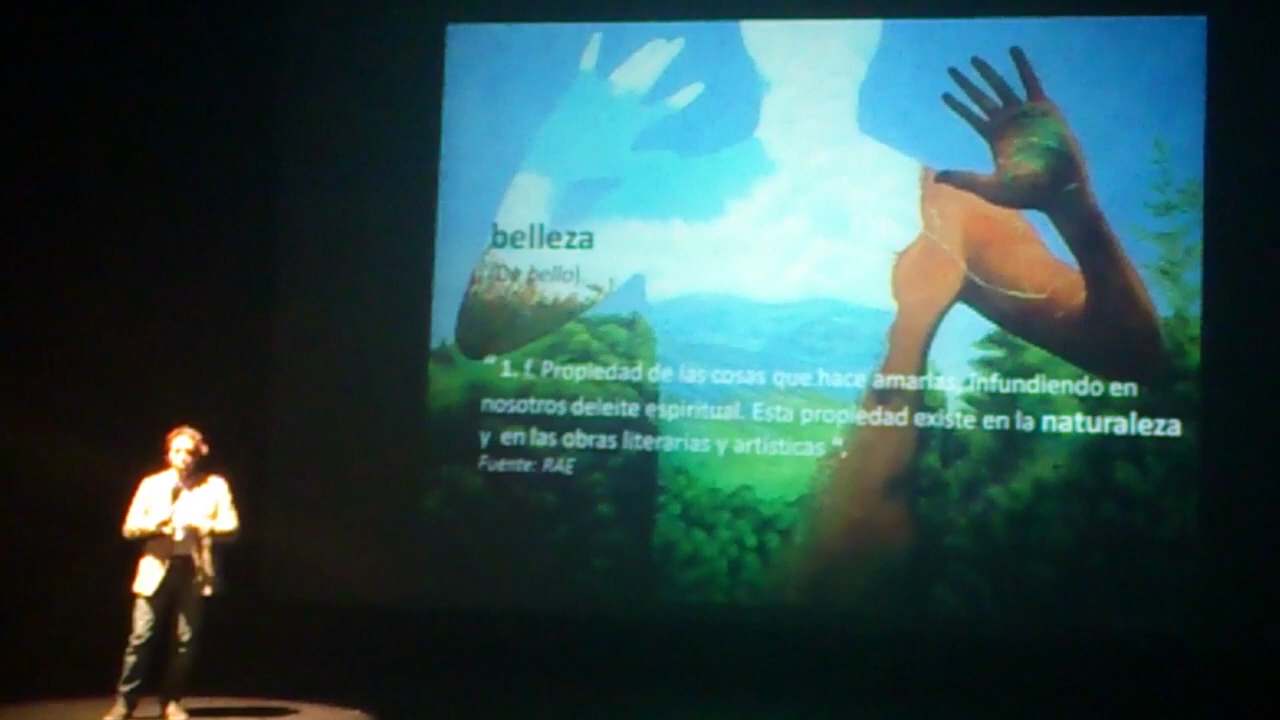 belleza
(De bello)
“ 1. f. Propiedad de las cosas que hace amarlas, infundiendo en
nosotros deleite espiritual. Esta propiedad existe en la naturaleza
y en las obras literarias y artísticas “.
Fuente: RAE